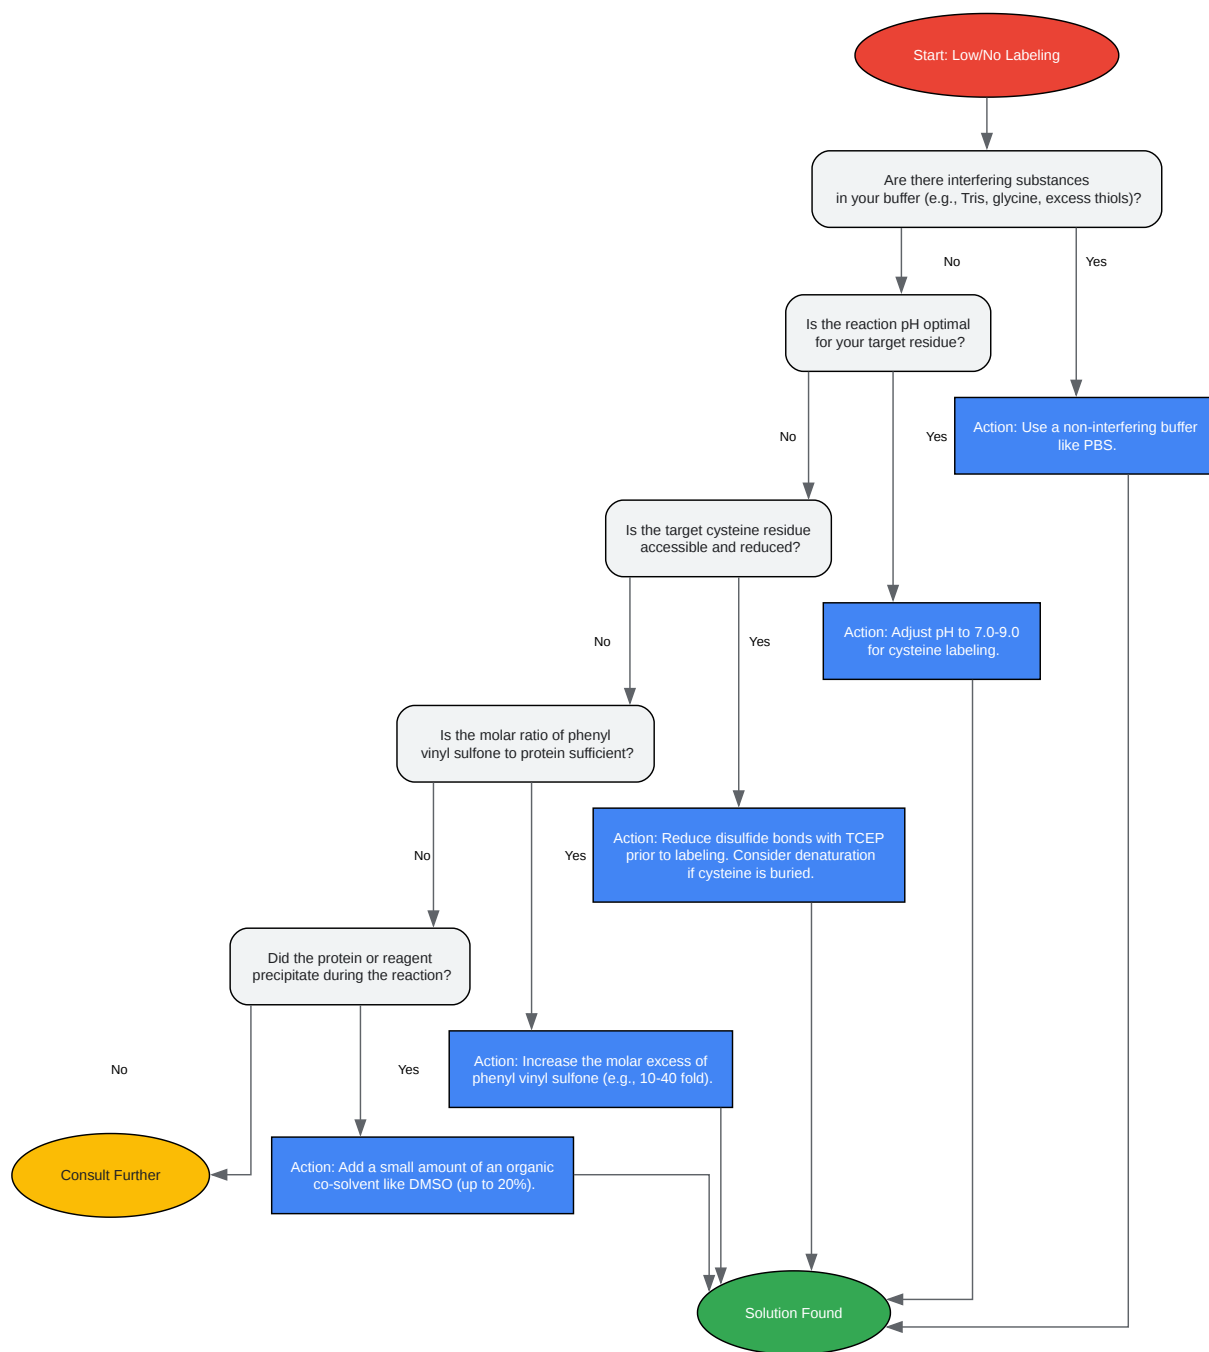 Start: Low/No Labeling
Are there interfering substances
in your buffer (e.g., Tris, glycine, excess thiols)?
No
Yes
Is the reaction pH optimal
for your target residue?
No
Yes
Action: Use a non-interfering buffer
like PBS.
Is the target cysteine residue
accessible and reduced?
No
Yes
Action: Adjust pH to 7.0-9.0
for cysteine labeling.
Is the molar ratio of phenyl
vinyl sulfone to protein sufficient?
No
Yes
Action: Reduce disulfide bonds with TCEP
prior to labeling. Consider denaturation
if cysteine is buried.
Did the protein or reagent
precipitate during the reaction?
No
Yes
Action: Increase the molar excess of
phenyl vinyl sulfone (e.g., 10-40 fold).
Consult Further
Action: Add a small amount of an organic
co-solvent like DMSO (up to 20%).
Solution Found